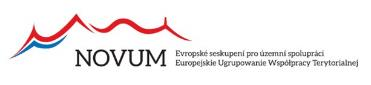 NOVUM
Evropské seskupení pro územní spolupráci
Europejskie Ugrupowanie Współpracy Terytorialnej